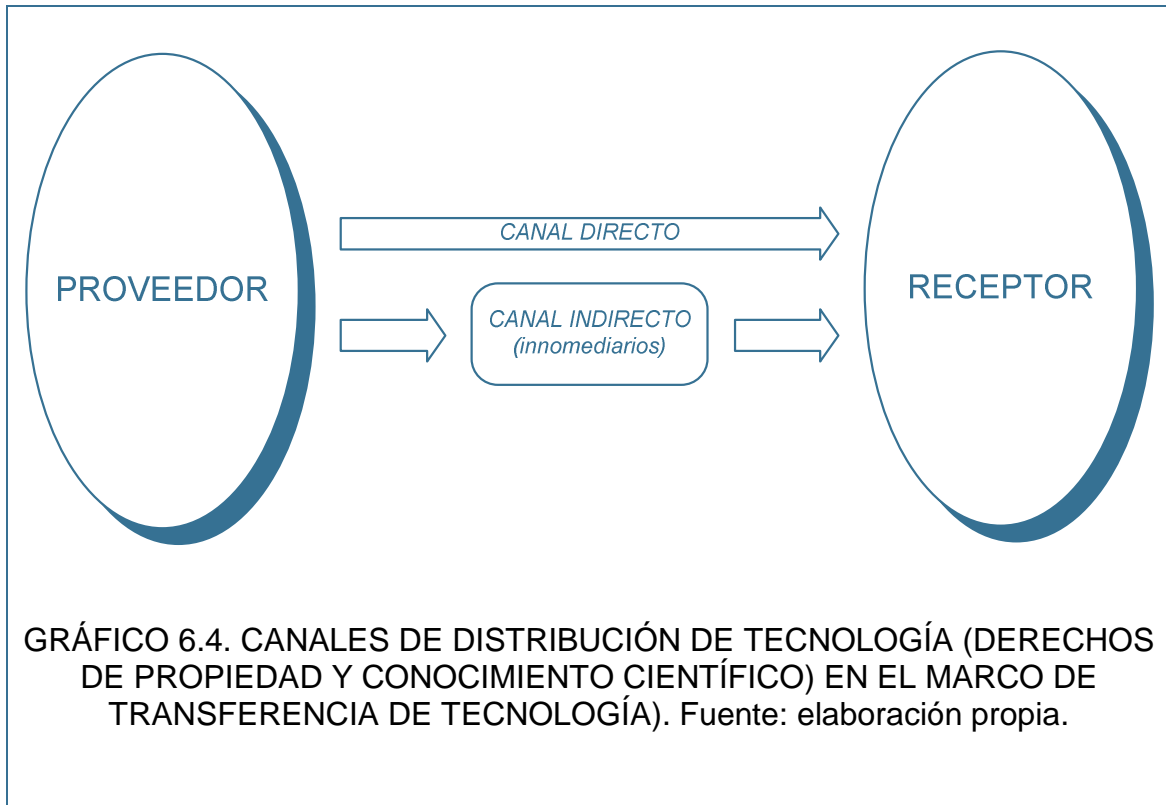 CANAL DIRECTO
PROVEEDOR
RECEPTOR
CANAL INDIRECTO
(innomediarios)
GRÁFICO 6.4. CANALES DE DISTRIBUCIÓN DE TECNOLOGÍA (DERECHOS
DE PROPIEDAD Y CONOCIMIENTO CIENTÍFICO) EN EL MARCO DE
TRANSFERENCIA DE TECNOLOGÍA). Fuente: elaboración propia.